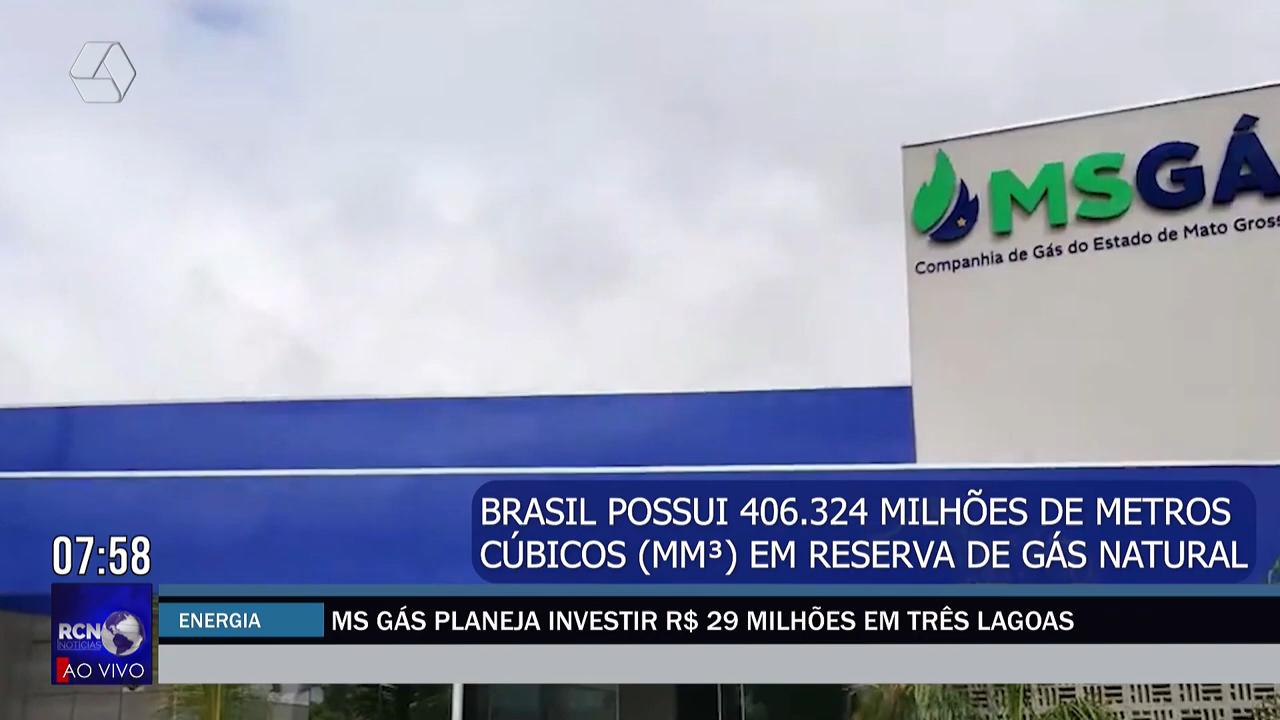 MSGÁ
Companhia de Gás do Estado de Mato Gross
BRASIL POSSUI 406.324 MILHÕES DE METROS
CÚBICOS (MM³) EM RESERVA DE GÁS NATURAL
07:58
ENERGIA
MS GÁS PLANEJA INVESTIR R$ 29 MILHÕES EM TRÊS LAGOAS
RCN
NOTÍCIAS
AO VIVO